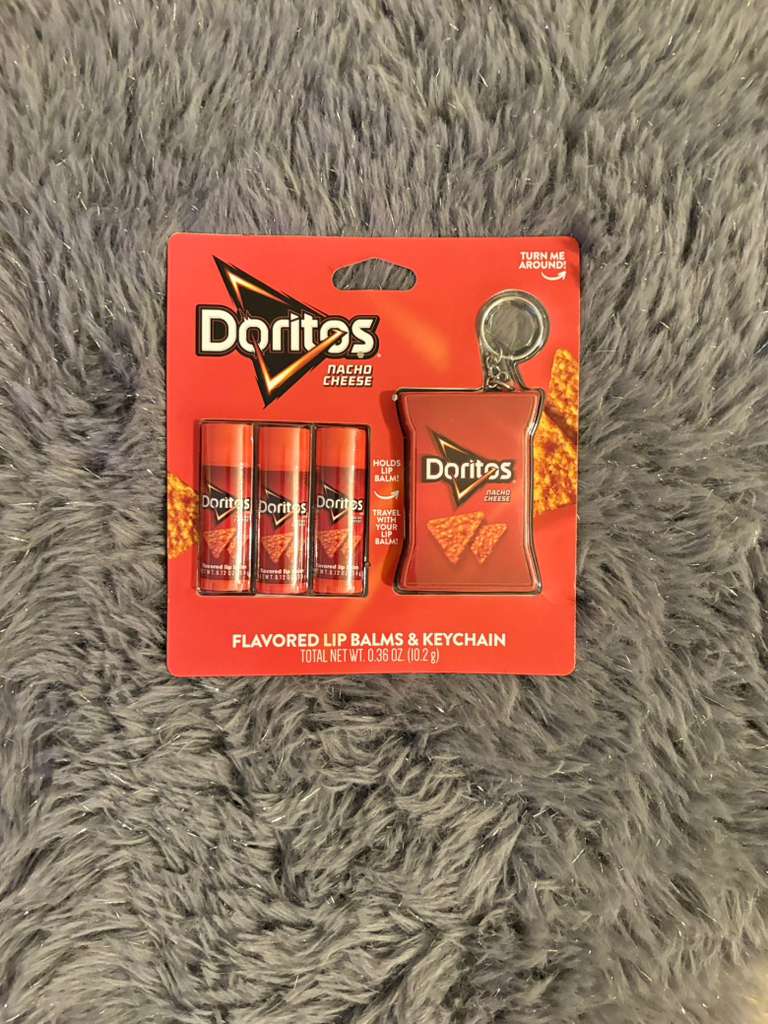 TURN ME
AROUND!
Doritos
NACHO
CHEESE
Doritos
Doritos
Doritos
HOLDS
LIP
BALM!
TRAVEL
WITH
YOUR
LIP
BALM!
Doritos
NACHO
CHEESE
FLAVORED LIP BALMS & KEYCHAIN
TOTAL NET WT. 0.36 OZ. (10.2 g)